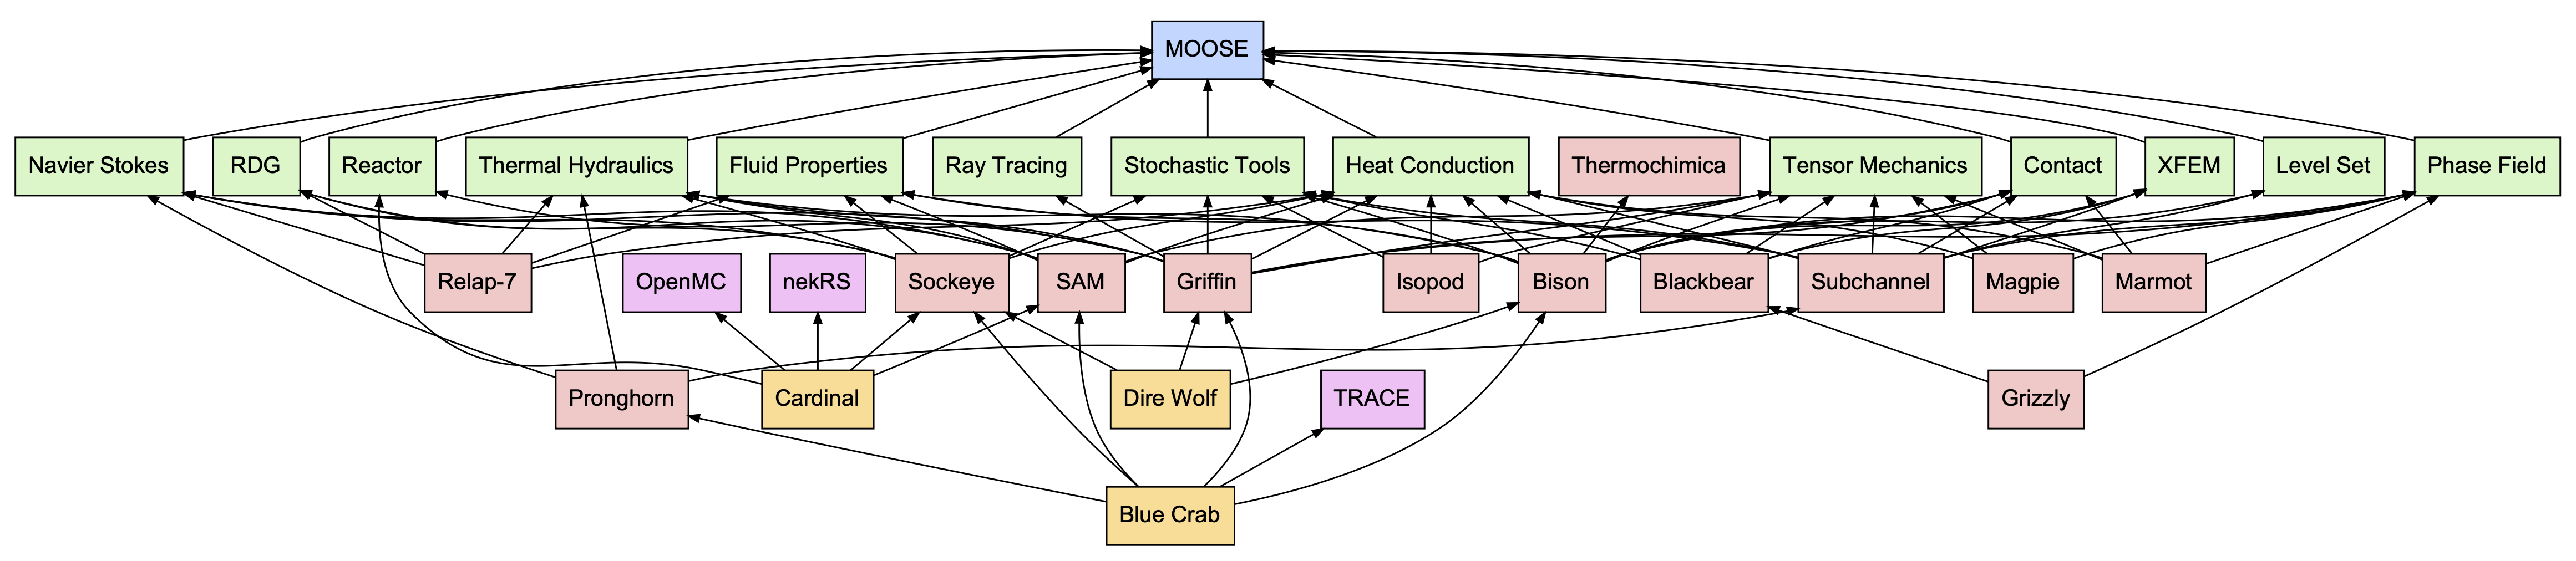 MOOSE
Navier Stokes
RDG
Reactor
Thermal Hydraulics
Fluid Properties
Ray Tracing
Stochastic Tools
Heat Conduction
Thermochimica
Tensor Mechanics
Contact
XFEM
Level Set
Phase Field
Relap-7
OpenMC
nekRS
Sockeye
SAM
Griffin
Isopod
Bison
Blackbear
Subchannel
Magpie
Marmot
Pronghorn
Cardinal
Dire Wolf
TRACE
Grizzly
Blue Crab